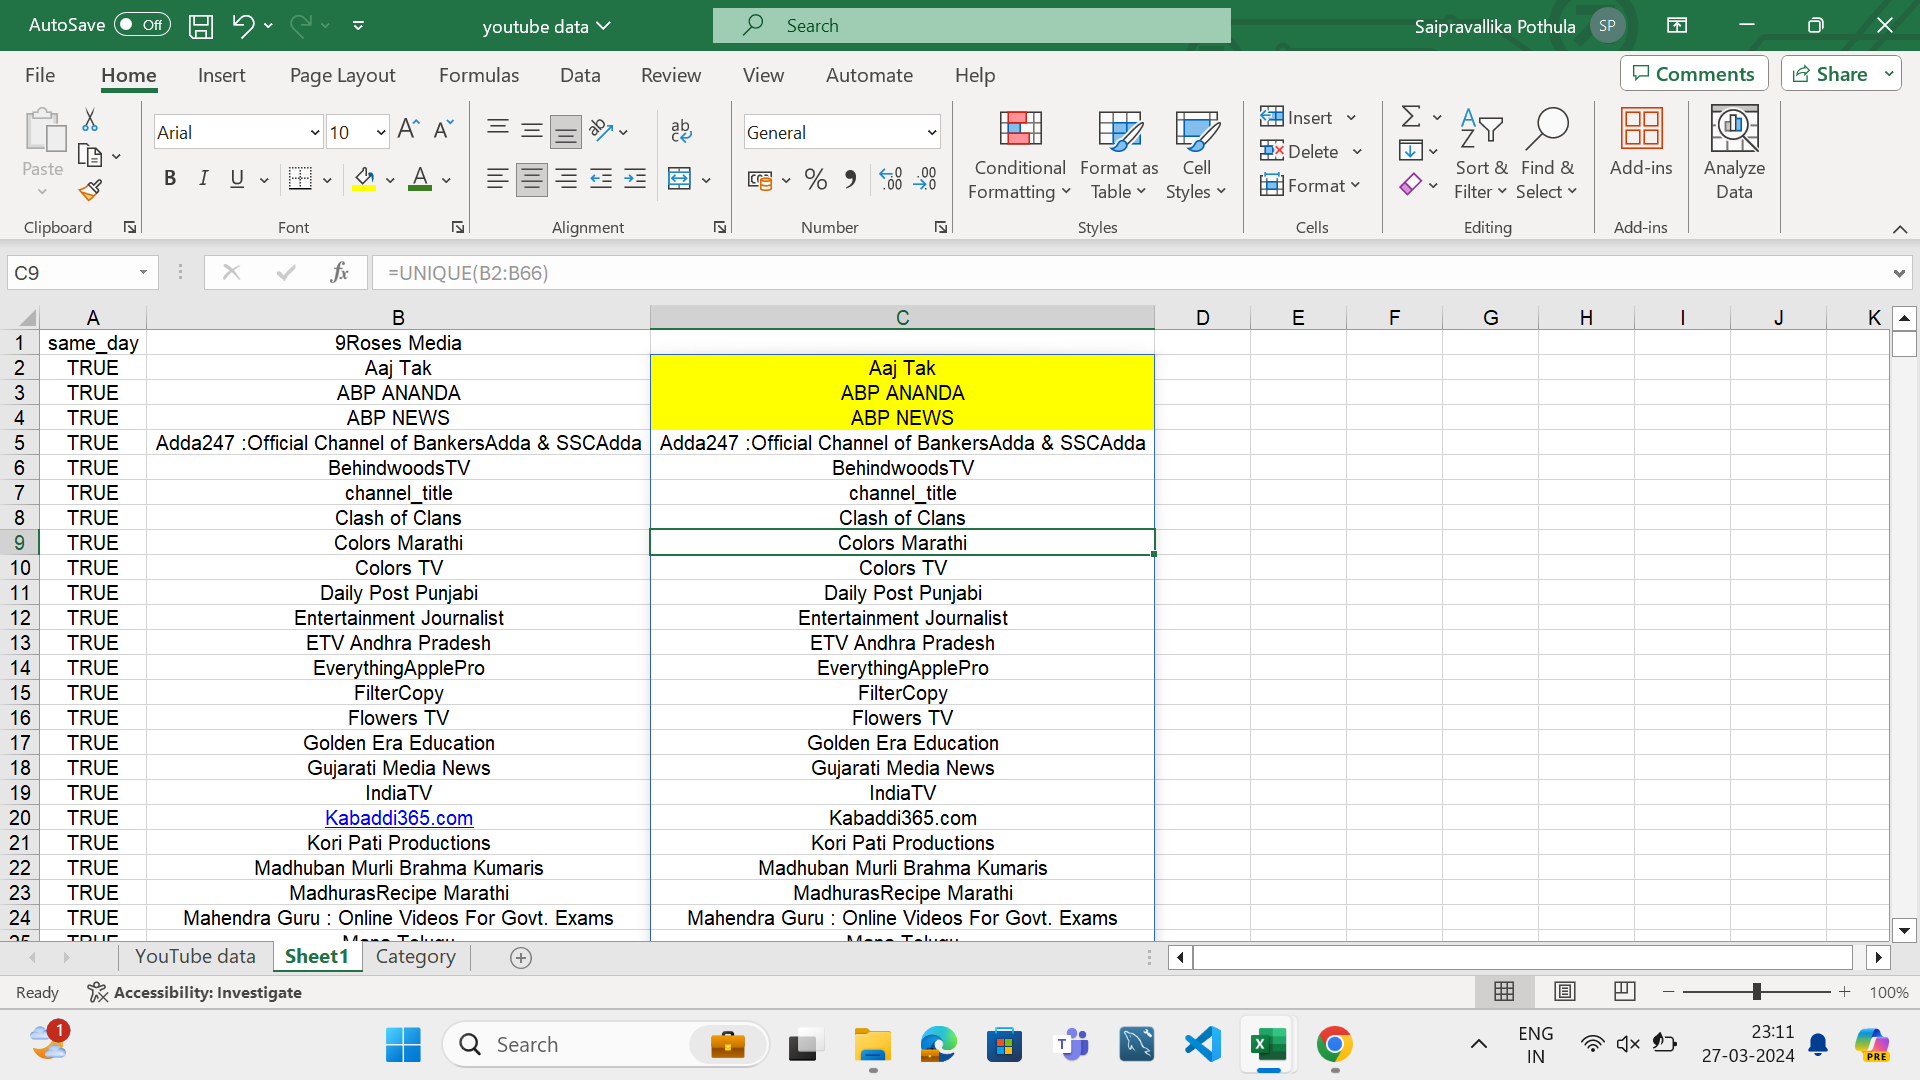 AutoSave Off youtube data Search Saipravallika Pothula SP
File Home Insert Page Layout Formulas Data Review View Automate Help Comments Share
Paste
Clipboard
Arial 10
B I U
Font
ab
Alignment
General
Number
Conditional Formatting
Format as Table
Cell Styles
Styles
Insert
Delete
Format
Cells
Sort & Filter
Find & Select
Editing
Add-ins
Add-ins
Analyze Data
C9 fx =UNIQUE(B2:B66)
A B C D E F G H I J K
1 same_day 9Roses Media
2 TRUE Aaj Tak Aaj Tak
3 TRUE ABP ANANDA ABP ANANDA
4 TRUE ABP NEWS ABP NEWS
5 TRUE Adda247 :Official Channel of BankersAdda & SSCAdda Adda247 :Official Channel of BankersAdda & SSCAdda
6 TRUE BehindwoodsTV BehindwoodsTV
7 TRUE channel_title channel_title
8 TRUE Clash of Clans Clash of Clans
9 TRUE Colors Marathi Colors Marathi
10 TRUE Colors TV Colors TV
11 TRUE Daily Post Punjabi Daily Post Punjabi
12 TRUE Entertainment Journalist Entertainment Journalist
13 TRUE ETV Andhra Pradesh ETV Andhra Pradesh
14 TRUE EverythingApplePro EverythingApplePro
15 TRUE FilterCopy FilterCopy
16 TRUE Flowers TV Flowers TV
17 TRUE Golden Era Education Golden Era Education
18 TRUE Gujarati Media News Gujarati Media News
19 TRUE IndiaTV IndiaTV
20 TRUE Kabaddi365.com Kabaddi365.com
21 TRUE Kori Pati Productions Kori Pati Productions
22 TRUE Madhuban Murli Brahma Kumaris Madhuban Murli Brahma Kumaris
23 TRUE MadhurasRecipe Marathi MadhurasRecipe Marathi
24 TRUE Mahendra Guru : Online Videos For Govt. Exams Mahendra Guru : Online Videos For Govt. Exams
25 TRUE Mana Telugu Mana Telugu
YouTube data Sheet1 Category
Ready Accessibility: Investigate 100%
1 Search ENG IN 23:11 27-03-2024 PRE